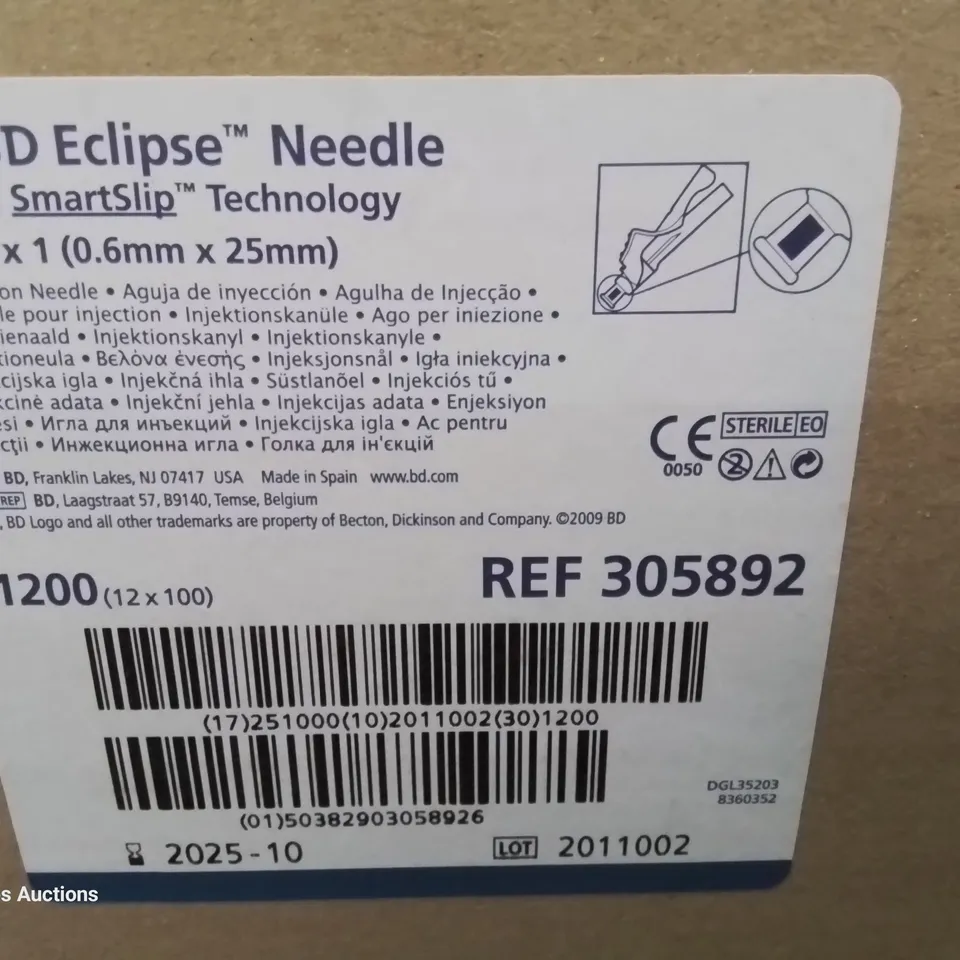 D Eclipse™ Needle
SmartSlip™ Technology
x 1 (0.6mm x 25mm)
on Needle • Aguja de inyección • Agulha de Injecção •
le pour injection • Injektionskanüle • Ago per iniezione •
ienaald • Injektionskanyl • Injektionskanyle •
tioneula • Βελόνα ένεσής • Injeksjonsnål • Igła iniekcyjna •
cijska igla • Injekčná ihla • Süstlanõel • Injekciós tű •
kcinė adata • Injekční jehla • Injekcijas adata • Enjeksiyon
si • Игла для инъекций • Injekcijska igla • Ac pentru
cții • Инжекционна игла • Голка для ін'єкцій
BD, Franklin Lakes, NJ 07417 USA Made in Spain www.bd.com
REP BD, Laagstraat 57, B9140, Temse, Belgium
, BD Logo and all other trademarks are property of Becton, Dickinson and Company. ©2009 BD
CE
0050
STERILE EO
2
1200 (12 x 100)
REF 305892
(17)251000(10)2011002(30)1200
(01)50382903058926
DGL35203
8360352
2025-10
LOT 2011002
s Auctions